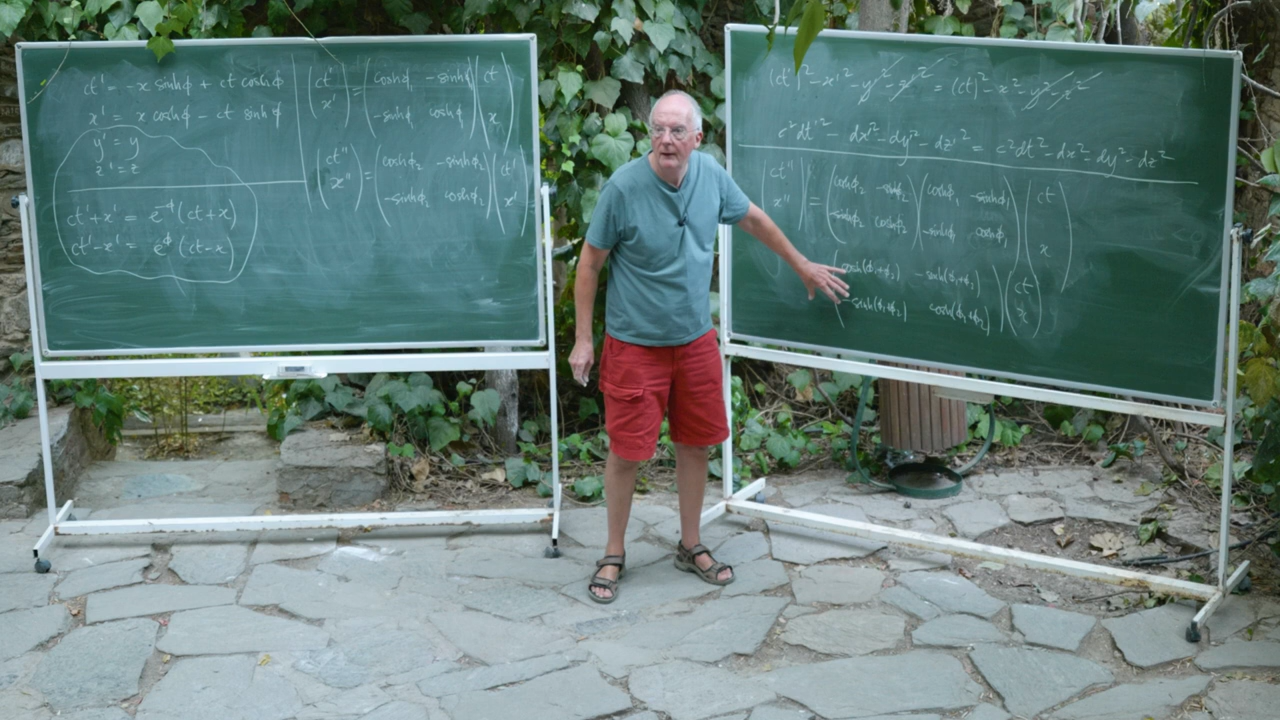 ct' = -x sinhϕ + ct coshϕ
x' = x coshϕ - ct sinhϕ
y' = y
z' = z
ct'+x' = e^{-ϕ}(ct+x)
ct'-x' = e^{ϕ}(ct-x)
(ct' x') = (coshϕ₁ -sinhϕ₁
-sinhϕ₁ coshϕ₁)(ct x)
(ct'' x'') = (coshϕ₂ -sinhϕ₂
-sinhϕ₂ coshϕ₂)(ct' x')
(ct')² - x'² - y'² - z'² = (ct)² - x² - y² - z²
c²dt'² - dx'² - dy'² - dz'² = c²dt² - dx² - dy² - dz²
(ct'' x'') = (coshϕ₂ -sinhϕ₂
-sinhϕ₂ coshϕ₂)(coshϕ₁ -sinhϕ₁
-sinhϕ₁ coshϕ₁)(ct x)
cosh(ϕ₁+ϕ₂) -sinh(ϕ₁+ϕ₂)
-sinh(ϕ₁+ϕ₂) cosh(ϕ₁+ϕ₂))(ct x)